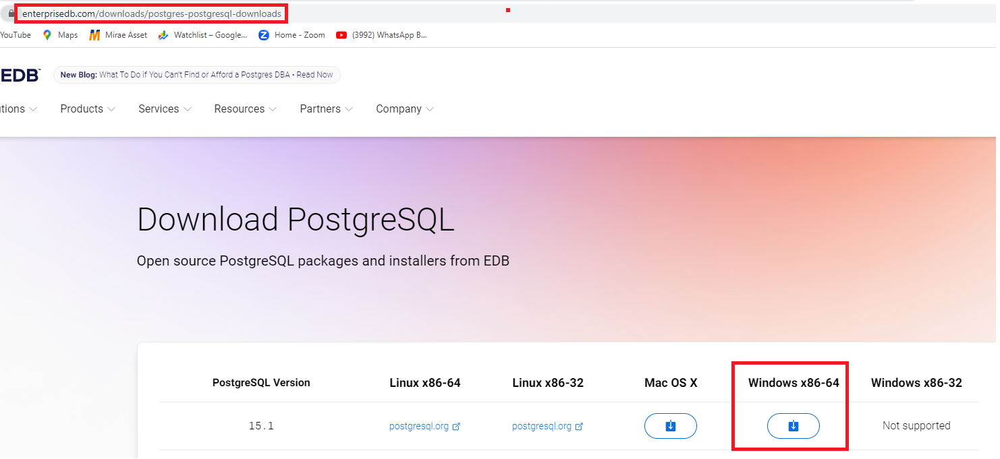 enterprisedb.com/downloads/postgres-postgresql-downloads
YouTube Maps Mirae Asset Watchlist – Google... Home - Zoom (3992) WhatsApp B...
EDB™ New Blog: What To Do if You Can't Find or Afford a Postgres DBA • Read Now
utions Products Services Resources Partners Company
Download PostgreSQL
Open source PostgreSQL packages and installers from EDB
PostgreSQL Version Linux x86-64 Linux x86-32 Mac OS X Windows x86-64 Windows x86-32
15.1 postgresql.org postgresql.org Not supported